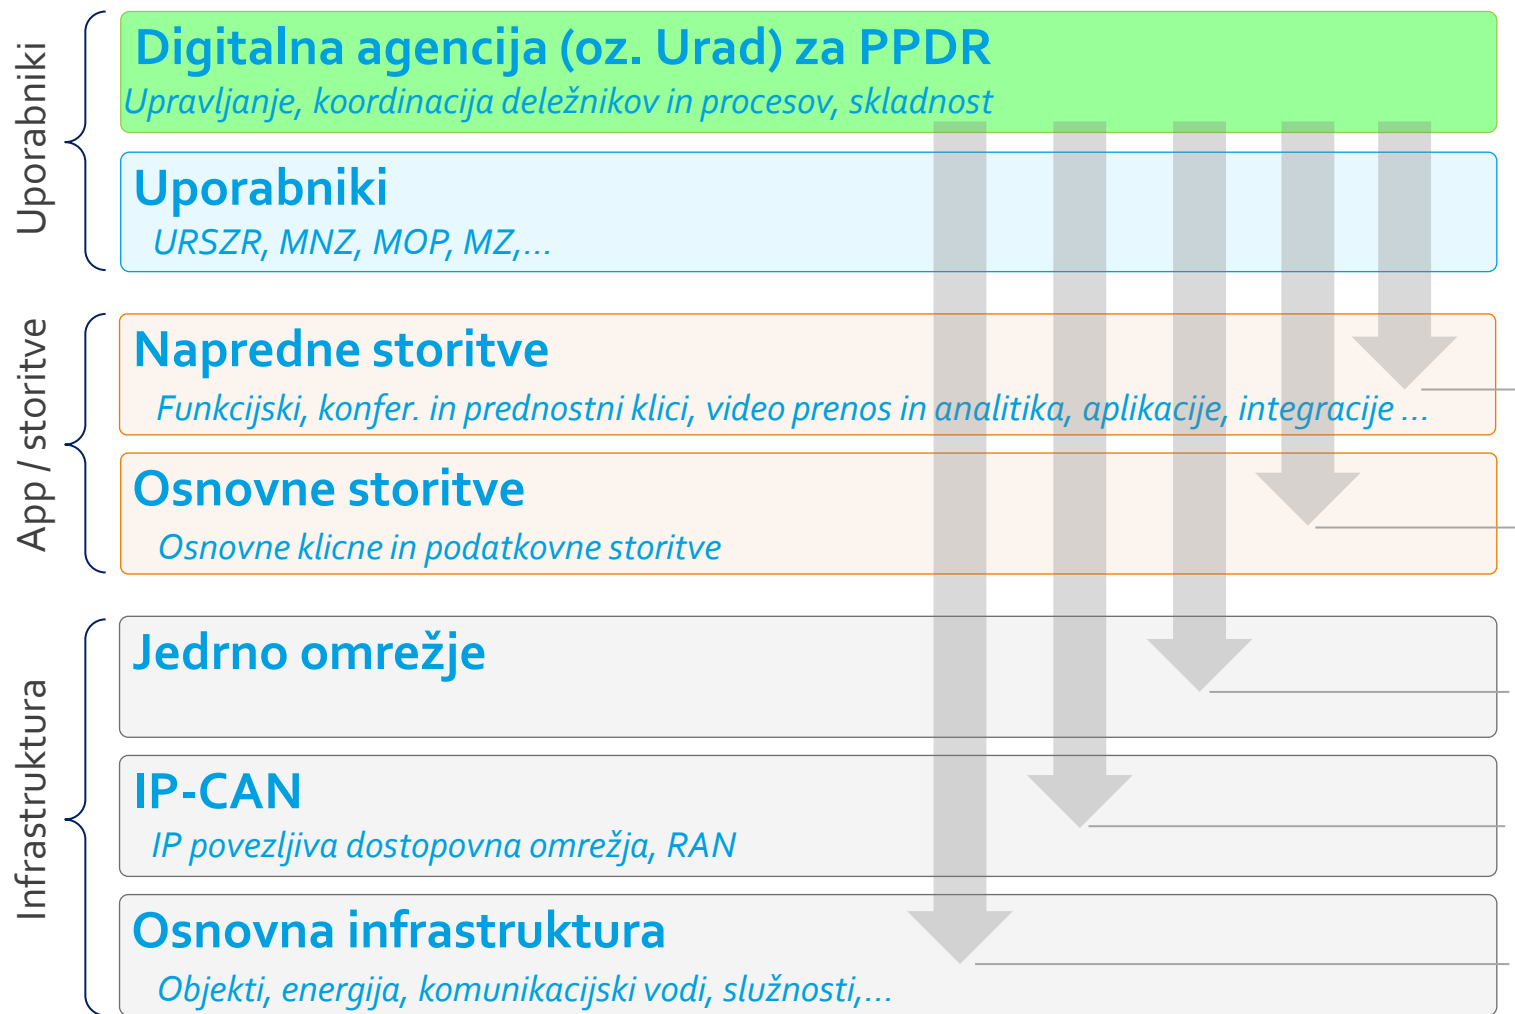 Uporabniki
Digitalna agencija (oz. Urad) za PPDR
Upravljanje, koordinacija deležnikov in procesov, skladnost
Uporabniki
URSZR, MNZ, MOP, MZ,...
App / storitve
Napredne storitve
Funkcijski, konfer. in prednostni klici, video prenos in analitika, aplikacije, integracije ...
Osnovne storitve
Osnovne klicne in podatkovne storitve
Infrastruktura
Jedrno omrežje
IP-CAN
IP povezljiva dostopovna omrežja, RAN
Osnovna infrastruktura
Objekti, energija, komunikacijski vodi, služnosti,...